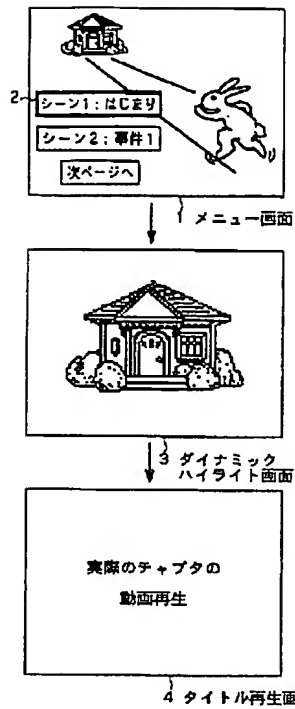 2
シーン1:はじまり
シーン2:事件1
次ページへ
1 メニュー画面
3 ダイナミック
ハイライト画面
実際のチャプタの
動画再生
4 タイトル再生画